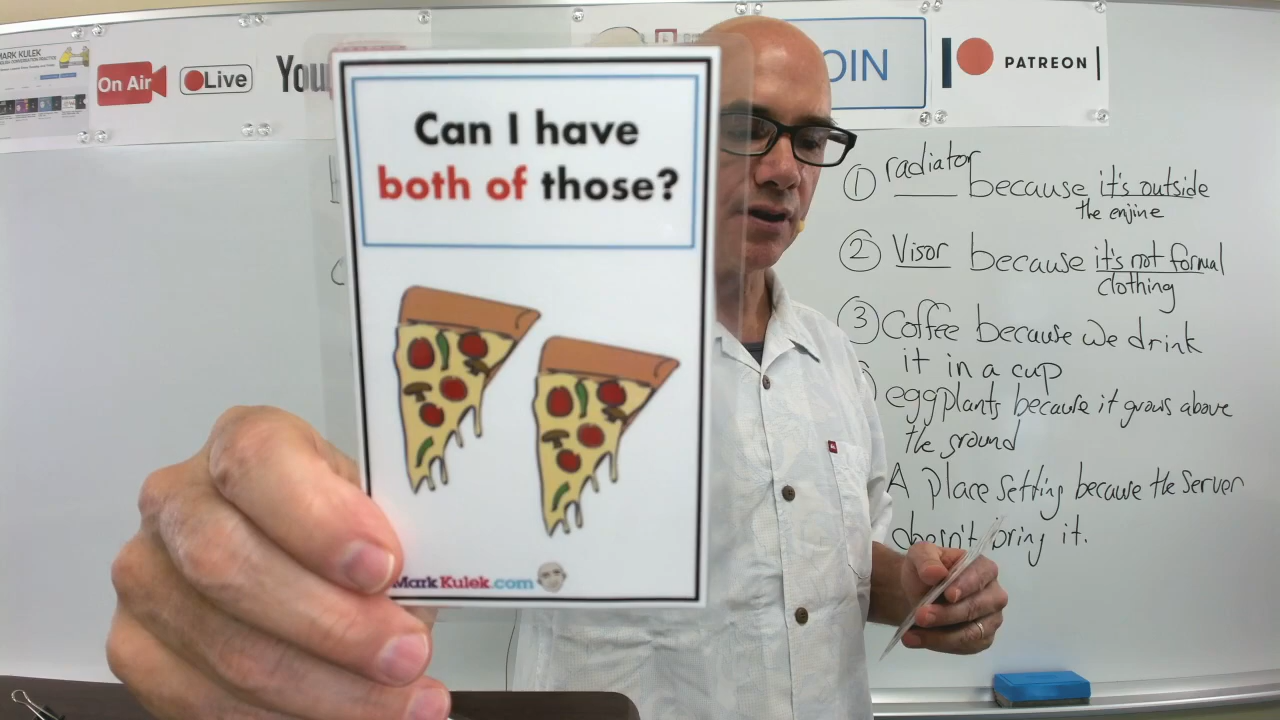 MARK KULEK
On Air
Live
You
OIN
PATREON
Can I have
both of those?
MarkKulek.com
1 radiator because it's outside
the enjine
2 Visor because it's not formal
clothing
3 Coffee because we drink
it in a cup
eggplants because it grows above
the ground
A place setting because the server
doesn't bring it.